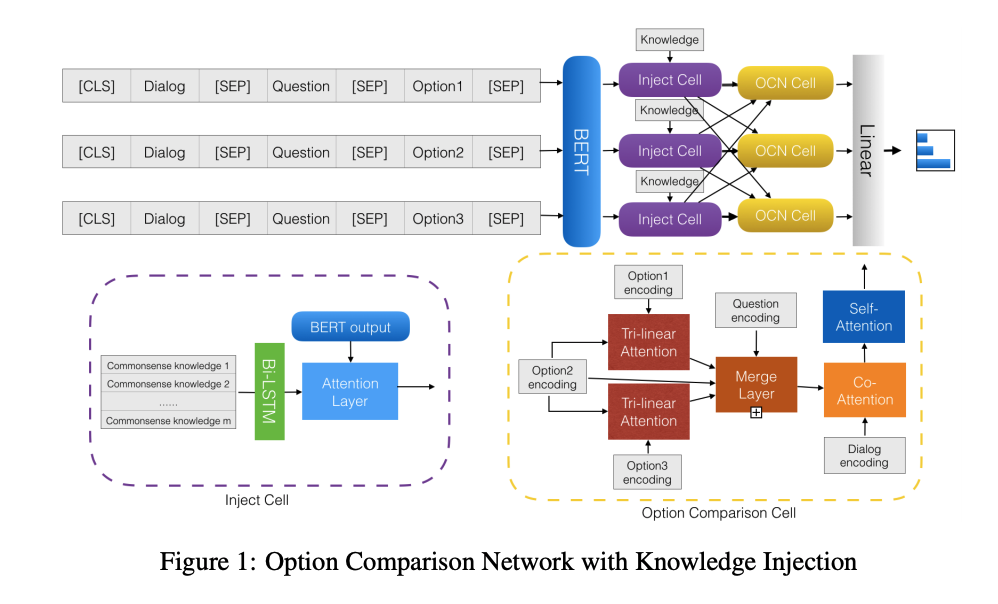 Knowledge
[CLS] Dialog [SEP] Question [SEP] Option1 [SEP]
BERT
Inject Cell
OCN Cell
Linear
Knowledge
[CLS] Dialog [SEP] Question [SEP] Option2 [SEP]
Inject Cell
OCN Cell
Knowledge
[CLS] Dialog [SEP] Question [SEP] Option3 [SEP]
Inject Cell
OCN Cell
BERT output
Commonsense knowledge 1
Commonsense knowledge 2
......
Commonsense knowledge m
Bi-LSTM
Attention
Layer
Inject Cell
Option1
encoding
Tri-linear
Attention
Option2
encoding
Tri-linear
Attention
Option3
encoding
Question
encoding
Merge
Layer
Self-
Attention
Co-
Attention
Dialog
encoding
Option Comparison Cell
Figure 1: Option Comparison Network with Knowledge Injection